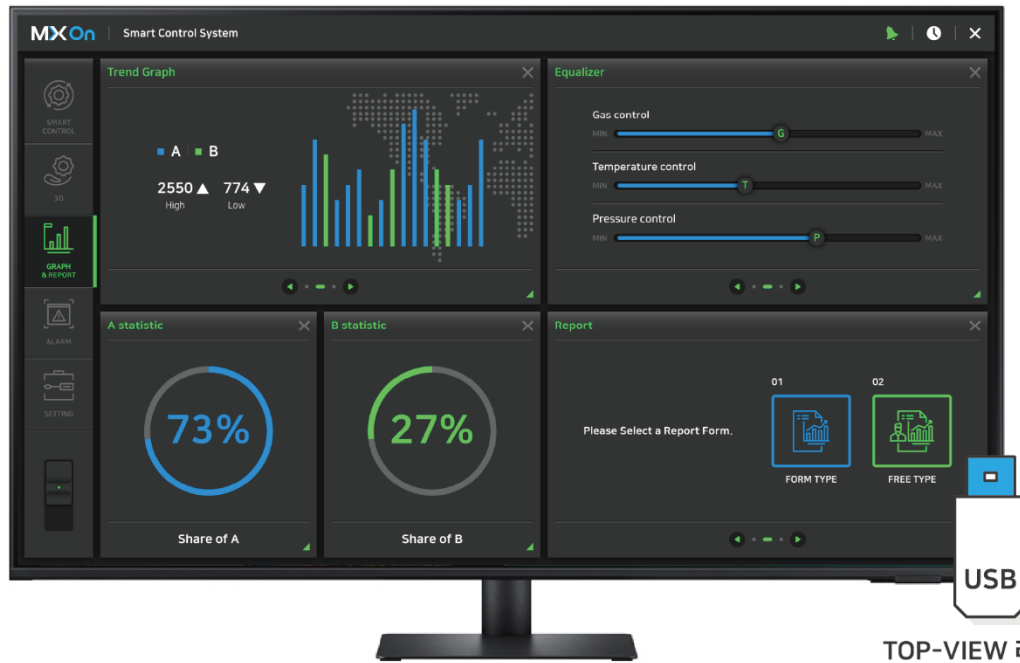 MXOn
Smart Control System
SMART
CONTROL
3D
GRAPH
& REPORT
ALARM
SETTING
Trend Graph
A B
2550 ▲ 774 ▼
High Low
Equalizer
Gas control
MIN G MAX
Temperature control
MIN T MAX
Pressure control
MIN P MAX
A statistic
73%
Share of A
B statistic
27%
Share of B
Report
Please Select a Report Form.
01 02
FORM TYPE FREE TYPE
USB
TOP-VIEW